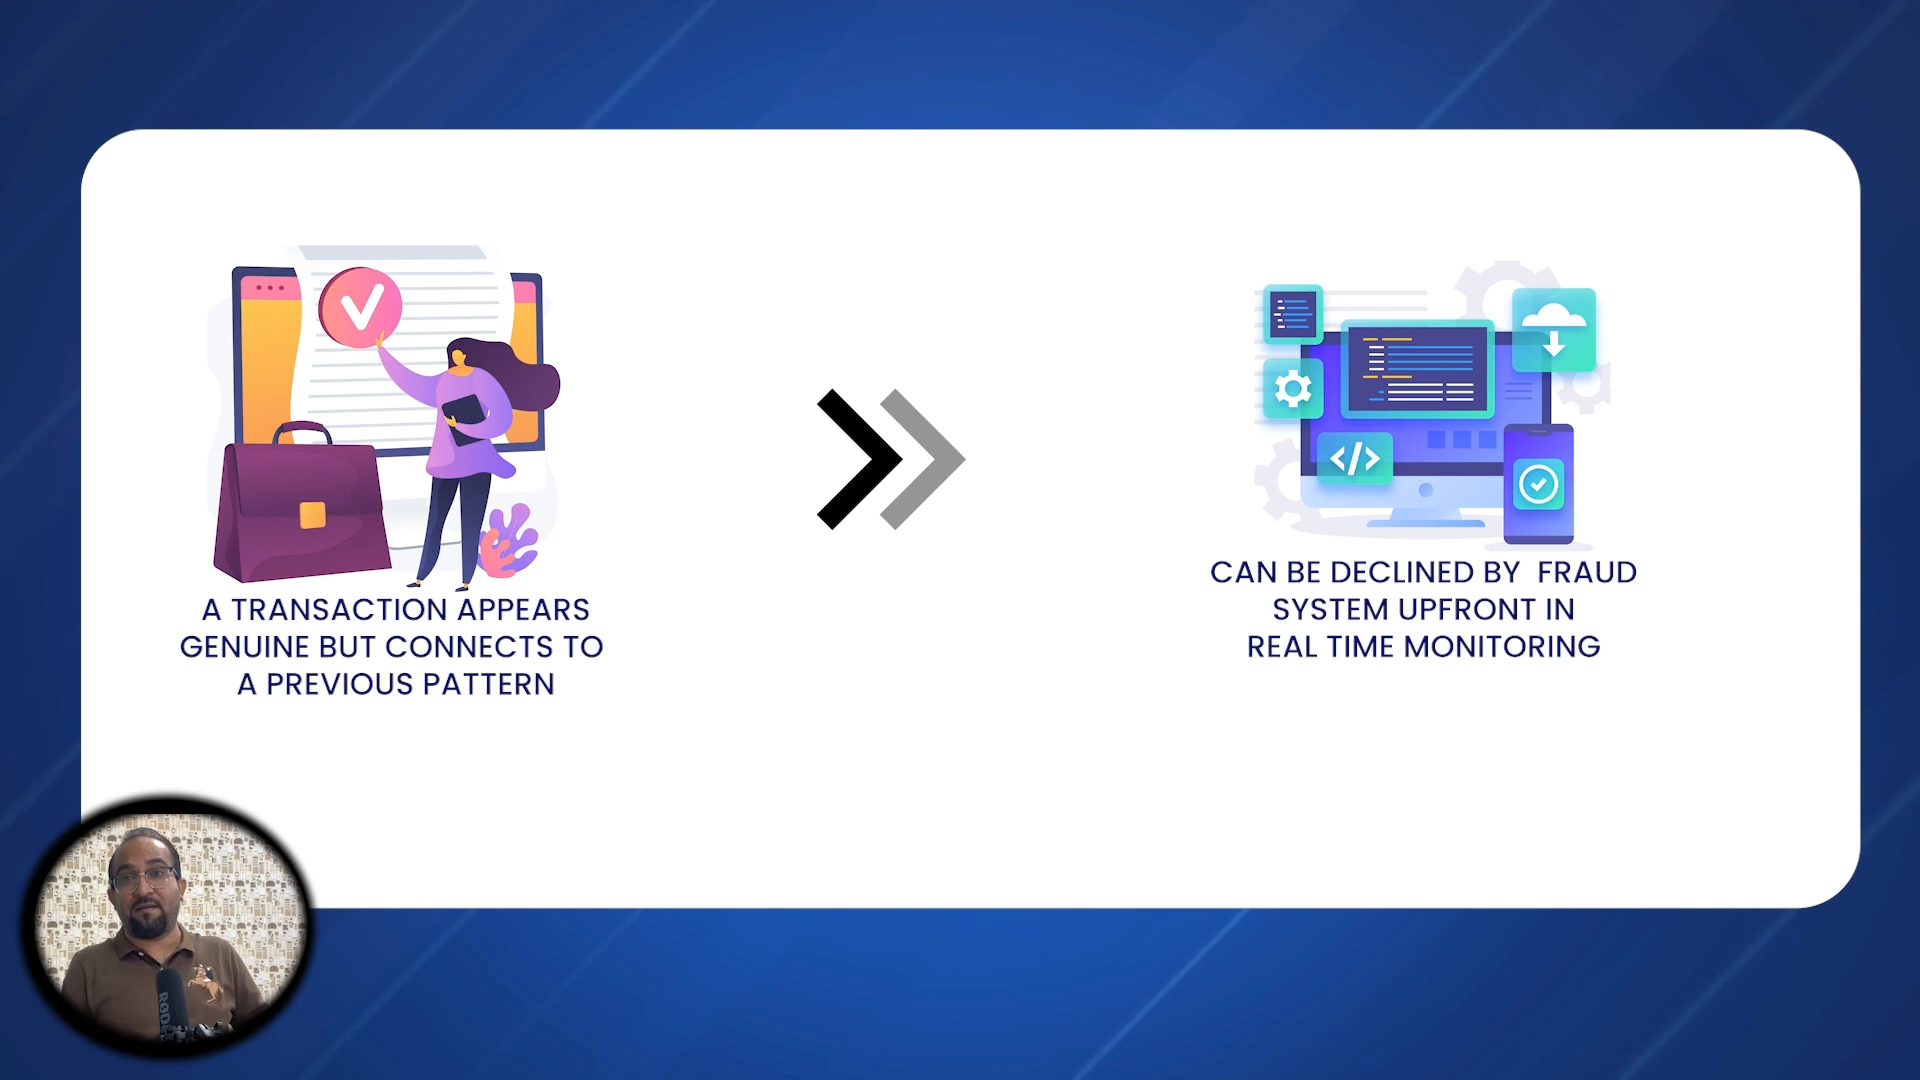 A TRANSACTION APPEARS
GENUINE BUT CONNECTS TO
A PREVIOUS PATTERN
CAN BE DECLINED BY  FRAUD
SYSTEM UPFRONT IN
REAL TIME MONITORING